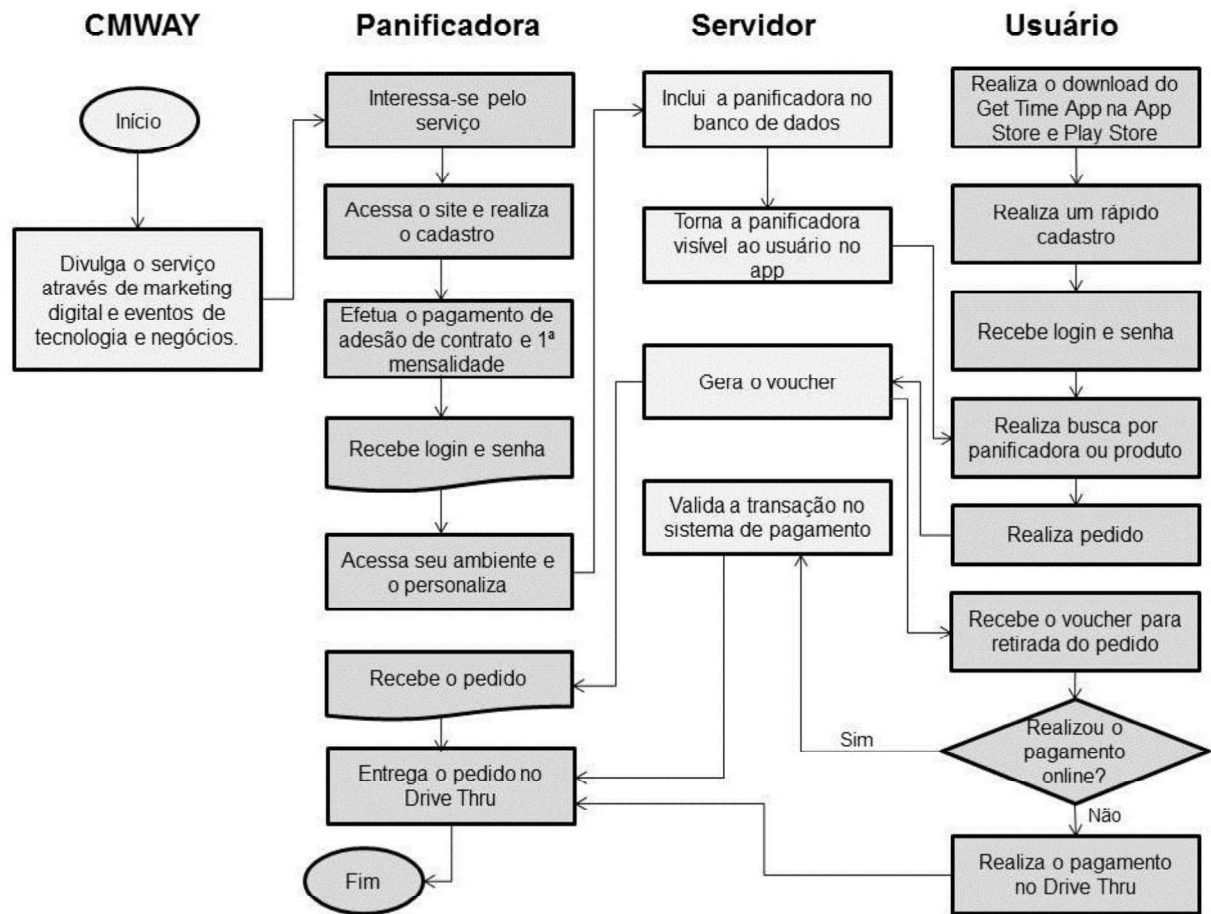 CMWAY
Panificadora
Servidor
Usuário
Início
Divulga o serviço
através de marketing
digital e eventos de
tecnologia e negócios.
Interessa-se pelo
serviço
Acessa o site e realiza
o cadastro
Efetua o pagamento de
adesão de contrato e 1ª
mensalidade
Recebe login e senha
Acessa seu ambiente e
o personaliza
Recebe o pedido
Entrega o pedido no
Drive Thru
Fim
Inclui a panificadora no
banco de dados
Torna a panificadora
visível ao usuário no
app
Gera o voucher
Valida a transação no
sistema de pagamento
Realiza o download do
Get Time App na App
Store e Play Store
Realiza um rápido
cadastro
Recebe login e senha
Realiza busca por
panificadora ou produto
Realiza pedido
Recebe o voucher para
retirada do pedido
Realizou o
pagamento
online?
Sim
Não
Realiza o pagamento
no Drive Thru